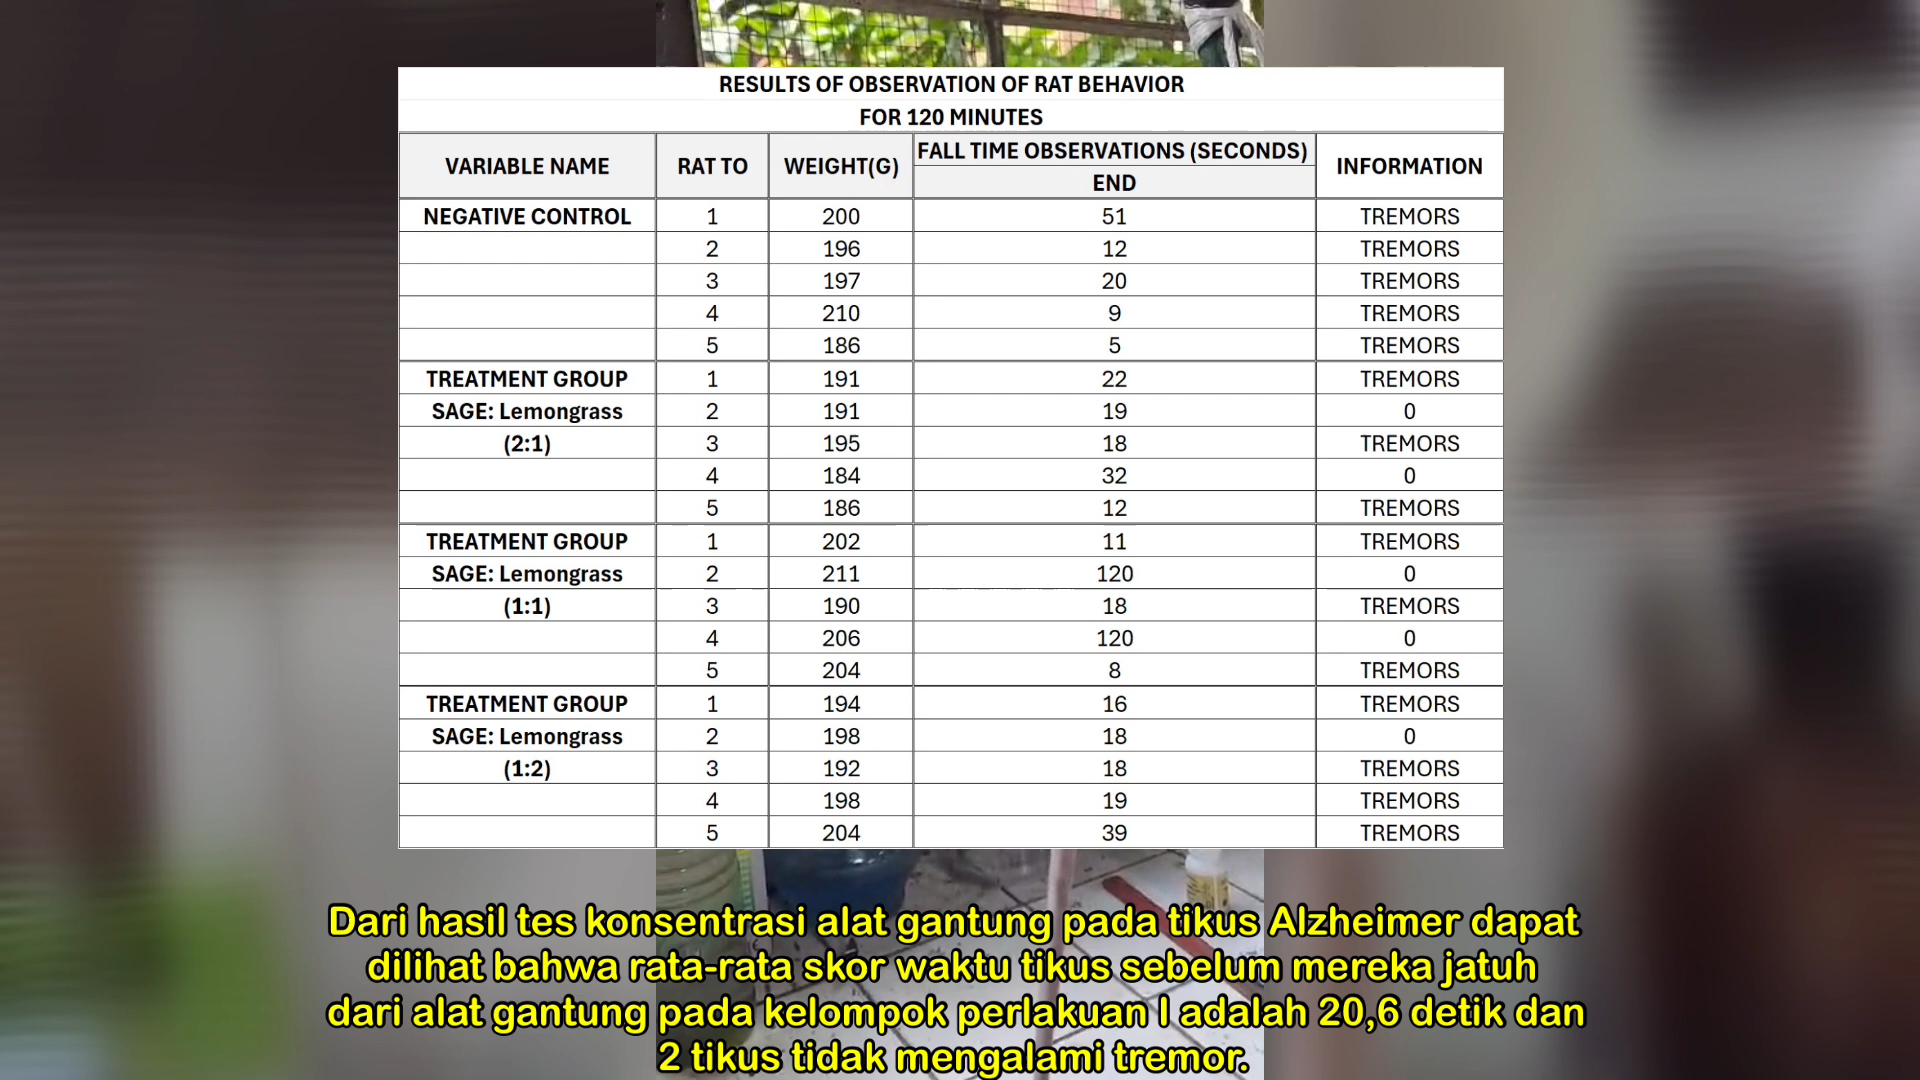 RESULTS OF OBSERVATION OF RAT BEHAVIOR
FOR 120 MINUTES
VARIABLE NAME RAT TO WEIGHT(G) FALL TIME OBSERVATIONS (SECONDS) INFORMATION
END
NEGATIVE CONTROL 1 200 51 TREMORS
2 196 12 TREMORS
3 197 20 TREMORS
4 210 9 TREMORS
5 186 5 TREMORS
TREATMENT GROUP 1 191 22 TREMORS
SAGE: Lemongrass 2 191 19 0
(2:1) 3 195 18 TREMORS
4 184 32 0
5 186 12 TREMORS
TREATMENT GROUP 1 202 11 TREMORS
SAGE: Lemongrass 2 211 120 0
(1:1) 3 190 18 TREMORS
4 206 120 0
5 204 8 TREMORS
TREATMENT GROUP 1 194 16 TREMORS
SAGE: Lemongrass 2 198 18 0
(1:2) 3 192 18 TREMORS
4 198 19 TREMORS
5 204 39 TREMORS
Dari hasil tes konsentrasi alat gantung pada tikus Alzheimer dapat
dilihat bahwa rata-rata skor waktu tikus sebelum mereka jatuh
dari alat gantung pada kelompok perlakuan I adalah 20,6 detik dan
2 tikus tidak mengalami tremor.